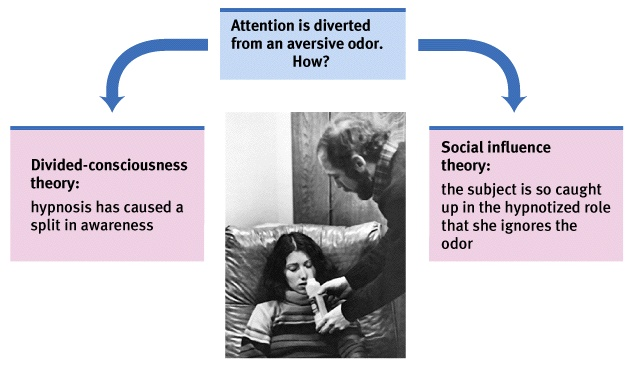 Attention is diverted
from an aversive odor.
How?
Divided-consciousness
theory:
hypnosis has caused a
split in awareness
Social influence
theory:
the subject is so caught
up in the hypnotized role
that she ignores the
odor